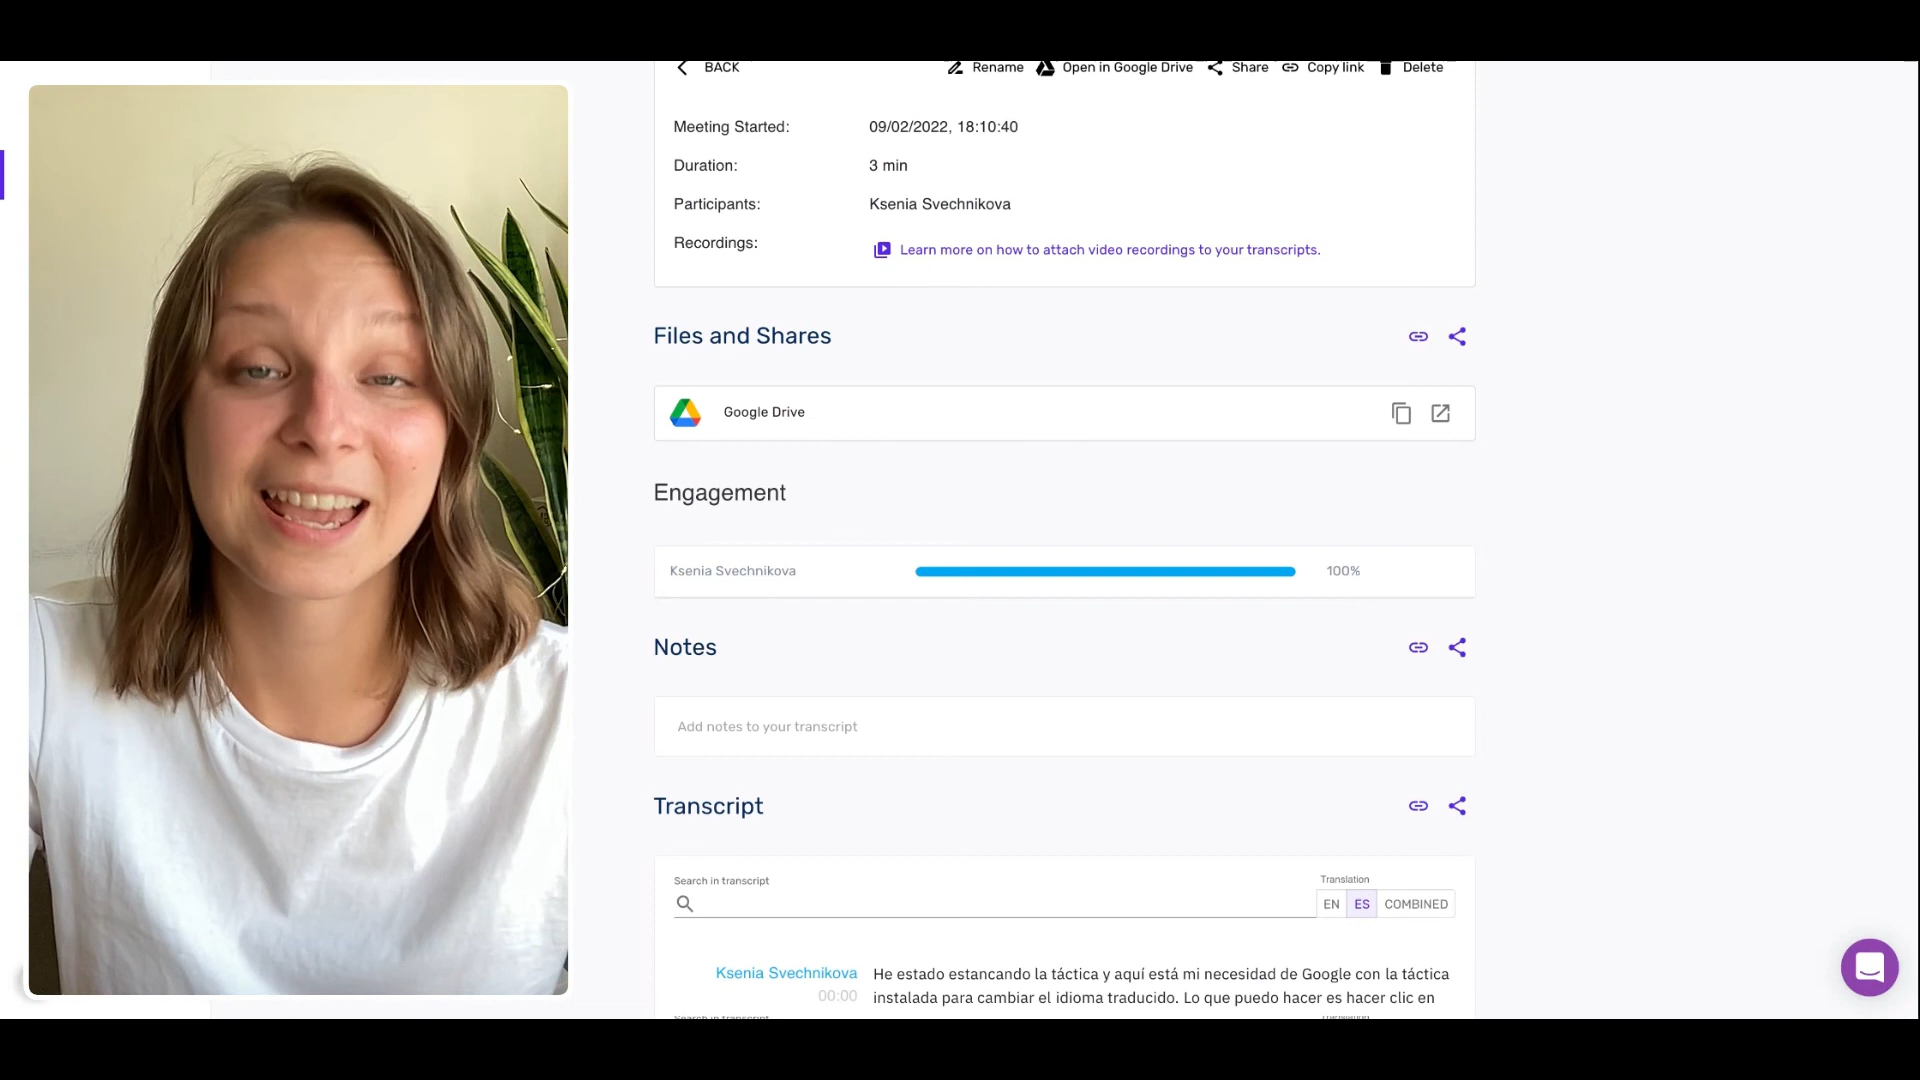 BACK
Rename
Open in Google Drive
Share
Copy link
Delete
Meeting Started: 09/02/2022, 18:10:40
Duration: 3 min
Participants: Ksenia Svechnikova
Recordings: Learn more on how to attach video recordings to your transcripts.
Files and Shares
Google Drive
Engagement
Ksenia Svechnikova 100%
Notes
Add notes to your transcript
Transcript
Search in transcript
Translation
EN ES COMBINED
Ksenia Svechnikova
00:00
He estado estancando la táctica y aquí está mi necesidad de Google con la táctica
instalada para cambiar el idioma traducido. Lo que puedo hacer es hacer clic en
Search in transcript
Translation